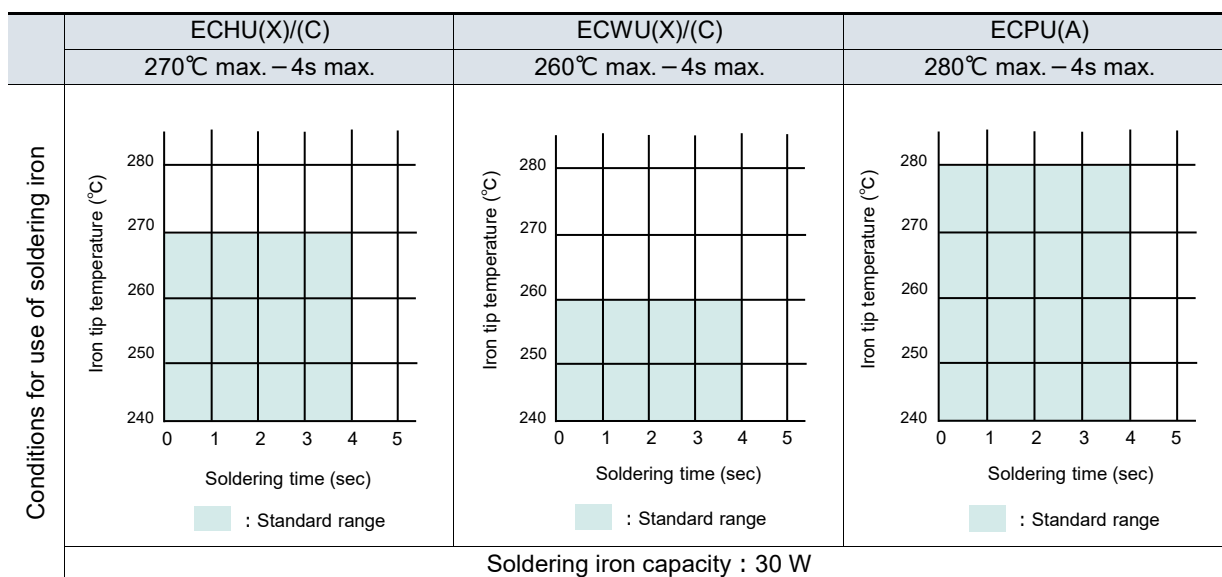 ECHU(X)/(C)
ECWU(X)/(C)
ECPU(A)
270℃ max.－4s max.
260℃ max.－4s max.
280℃ max.－4s max.
Conditions for use of soldering iron
Iron tip temperature (℃)
280
270
260
250
240
0 1 2 3 4 5
Soldering time (sec)
: Standard range
Iron tip temperature (℃)
280
270
260
250
240
0 1 2 3 4 5
Soldering time (sec)
: Standard range
Iron tip temperature (℃)
280
270
260
250
240
0 1 2 3 4 5
Soldering time (sec)
: Standard range
Soldering iron capacity : 30 W